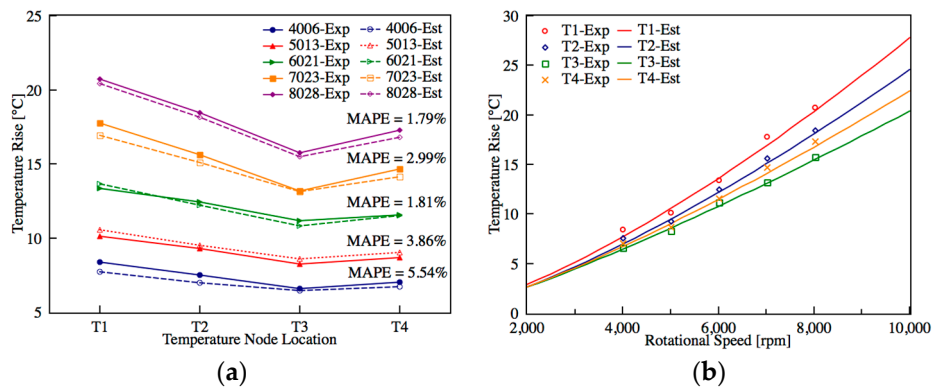 25
20
15
10
5
Temperature Rise [°C]
4006-Exp 4006-Est
5013-Exp 5013-Est
6021-Exp 6021-Est
7023-Exp 7023-Est
8028-Exp 8028-Est
MAPE = 1.79%
MAPE = 2.99%
MAPE = 1.81%
MAPE = 3.86%
MAPE = 5.54%
T1 T2 T3 T4
Temperature Node Location
(a)
30
25
20
15
10
5
0
Temperature Rise [°C]
T1-Exp T1-Est
T2-Exp T2-Est
T3-Exp T3-Est
T4-Exp T4-Est
2,000 4,000 6,000 8,000 10,000
Rotational Speed [rpm]
(b)